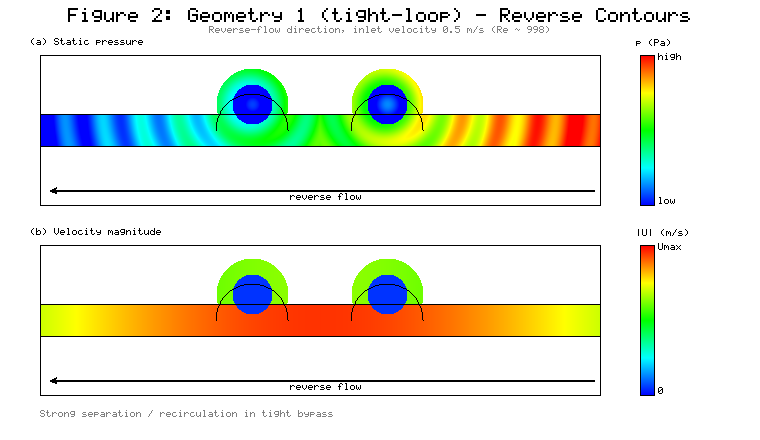 Figure 2: Geometry 1 (tight-loop) - Reverse Contours
Reverse-flow direction, inlet velocity 0.5 m/s (Re ~ 998)
(a) Static pressure
p (Pa)
high
low
reverse flow
(b) Velocity magnitude
|U| (m/s)
Umax
0
reverse flow
Strong separation / recirculation in tight bypass